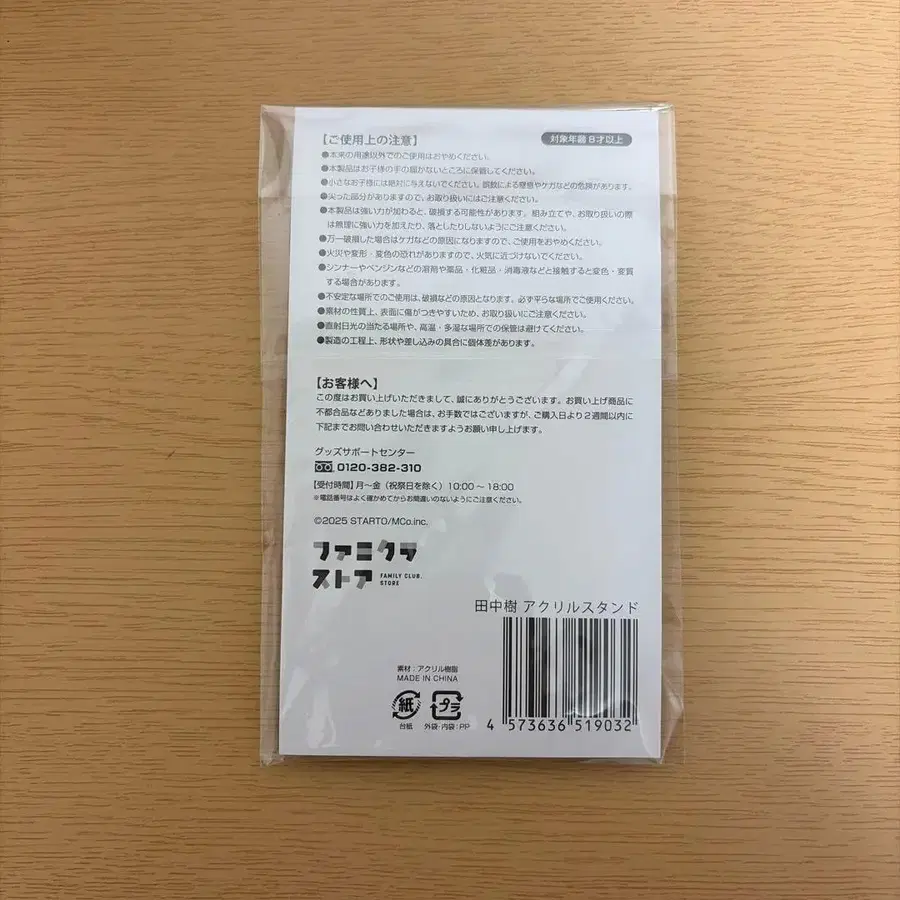 【ご使用上の注意】
対象年齢8才以上
●本来の用途以外でのご使用はおやめください。
●本製品はお子様の手の届かないところに保管してください。
●小さなお子様には絶対に与えないでください。誤飲による窒息やケガなどの危険があります。
●尖った部分がありますので、お取り扱いにはご注意ください。
●本製品は強い力が加わると、破損する可能性があります。組み立てや、お取り扱いの際
は無理に強い力を加えたり、落としたりしないようにご注意ください。
●万一破損した場合はケガなどの原因になりますので、ご使用をおやめください。
●火災や変形・変色の恐れがありますので、火気に近づけないでください。
●シンナーやベンジンなどの溶剤や薬品・化粧品・消毒液などと接触すると変色・変質
する場合があります。
●不安定な場所でのご使用は、破損などの原因となります。必ず平らな場所でご使用ください。
●素材の性質上、表面に傷がつきやすいため、お取り扱いにご注意ください。
●直射日光の当たる場所や、高温・多湿な場所での保管は避けてください。
●製造の工程上、形状や差し込みの具合に個体差があります。
【お客様へ】
この度はお買い上げいただきまして、誠にありがとうございます。お買い上げ商品に
不都合品などありました場合は、お手数ではございますが、ご購入日より2週間以内に
下記までお問い合わせいただきますようお願い申し上げます。
グッズサポートセンター
0120-382-310
【受付時間】月〜金（祝祭日を除く）10:00〜18:00
※電話番号はよく確かめてからお間違いのないようにご注意ください。
©2025 STARTO/MCo.inc.
ファミクラ
ストア FAMILY CLUB.
STORE
田中樹 アクリルスタンド
素材：アクリル樹脂
MADE IN CHINA
紙 プラ
台紙 外袋・内袋：PP
4 573636 519032